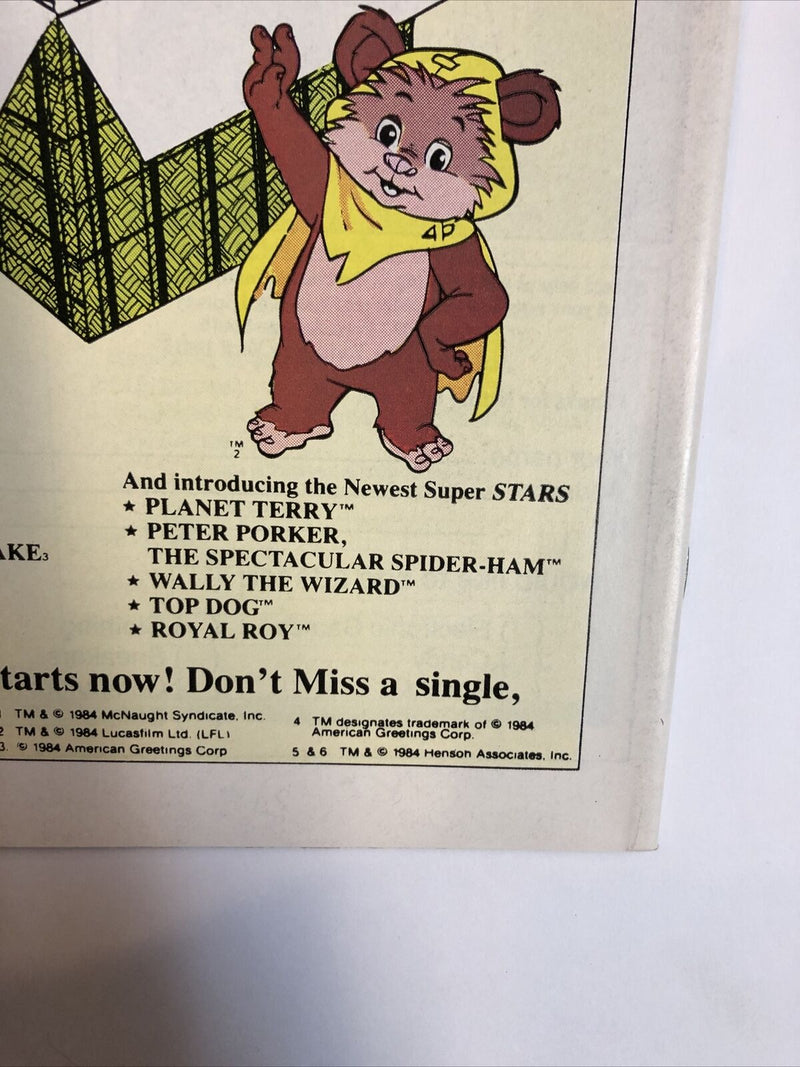 TM
2
And introducing the Newest Super STARS
★ PLANET TERRY™
★ PETER PORKER,
THE SPECTACULAR SPIDER-HAM™
AKE3
★ WALLY THE WIZARD™
★ TOP DOG™
★ ROYAL ROY™
tarts now! Don't Miss a single,
TM & © 1984 McNaught Syndicate, Inc.
2 TM & © 1984 Lucasfilm Ltd. (LFL)
3. © 1984 American Greetings Corp
4 TM designates trademark of © 1984
American Greetings Corp.
5 & 6 TM & © 1984 Henson Associates, Inc.